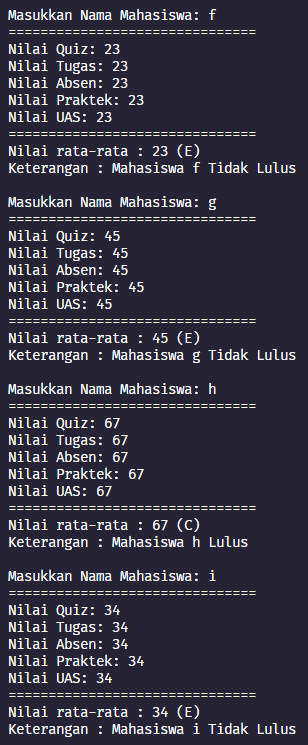 Masukkan Nama Mahasiswa: f
===============================
Nilai Quiz: 23
Nilai Tugas: 23
Nilai Absen: 23
Nilai Praktek: 23
Nilai UAS: 23
===============================
Nilai rata-rata : 23 (E)
Keterangan : Mahasiswa f Tidak Lulus
Masukkan Nama Mahasiswa: g
===============================
Nilai Quiz: 45
Nilai Tugas: 45
Nilai Absen: 45
Nilai Praktek: 45
Nilai UAS: 45
===============================
Nilai rata-rata : 45 (E)
Keterangan : Mahasiswa g Tidak Lulus
Masukkan Nama Mahasiswa: h
===============================
Nilai Quiz: 67
Nilai Tugas: 67
Nilai Absen: 67
Nilai Praktek: 67
Nilai UAS: 67
===============================
Nilai rata-rata : 67 (C)
Keterangan : Mahasiswa h Lulus
Masukkan Nama Mahasiswa: i
===============================
Nilai Quiz: 34
Nilai Tugas: 34
Nilai Absen: 34
Nilai Praktek: 34
Nilai UAS: 34
===============================
Nilai rata-rata : 34 (E)
Keterangan : Mahasiswa i Tidak Lulus